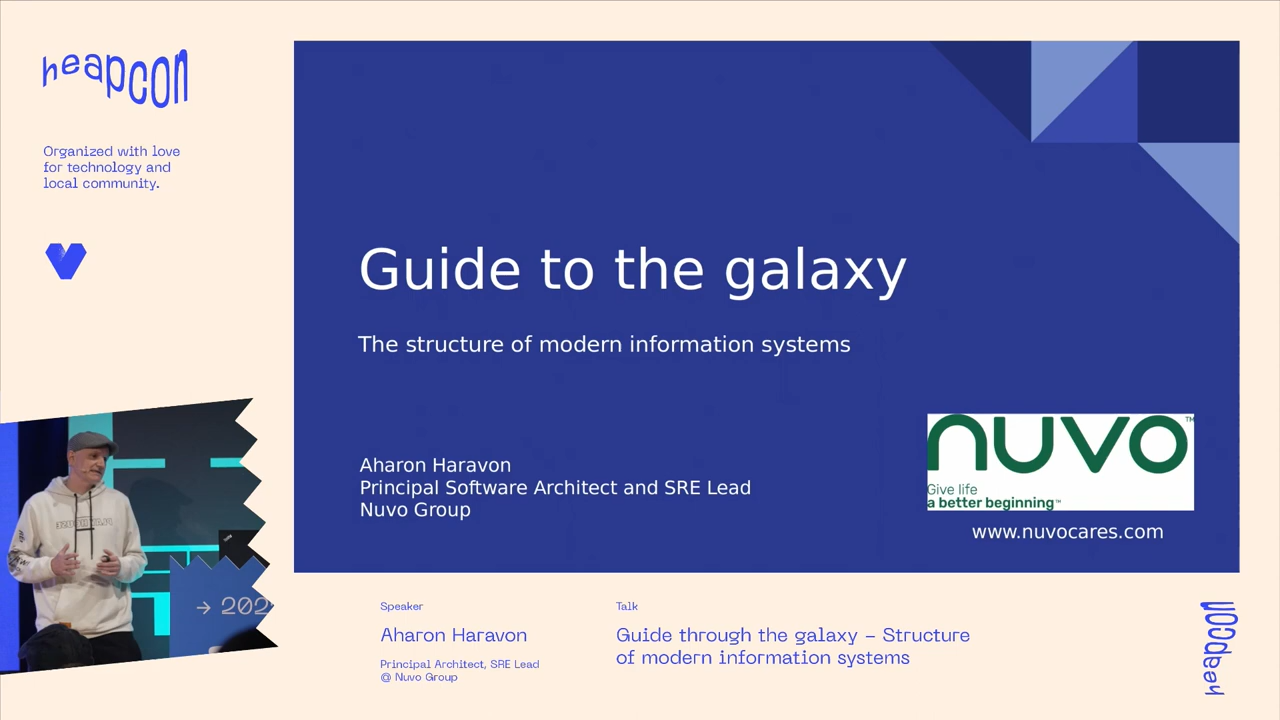 heapcon
Organized with love
for technology and
local community.
Guide to the galaxy
The structure of modern information systems
Aharon Haravon
Principal Software Architect and SRE Lead
Nuvo Group
nuvo™
Give life
a better beginning™
www.nuvocares.com
→ 202
Speaker
Aharon Haravon
Principal Architect, SRE Lead
@ Nuvo Group
Talk
Guide through the galaxy – Structure
of modern information systems
heapcon